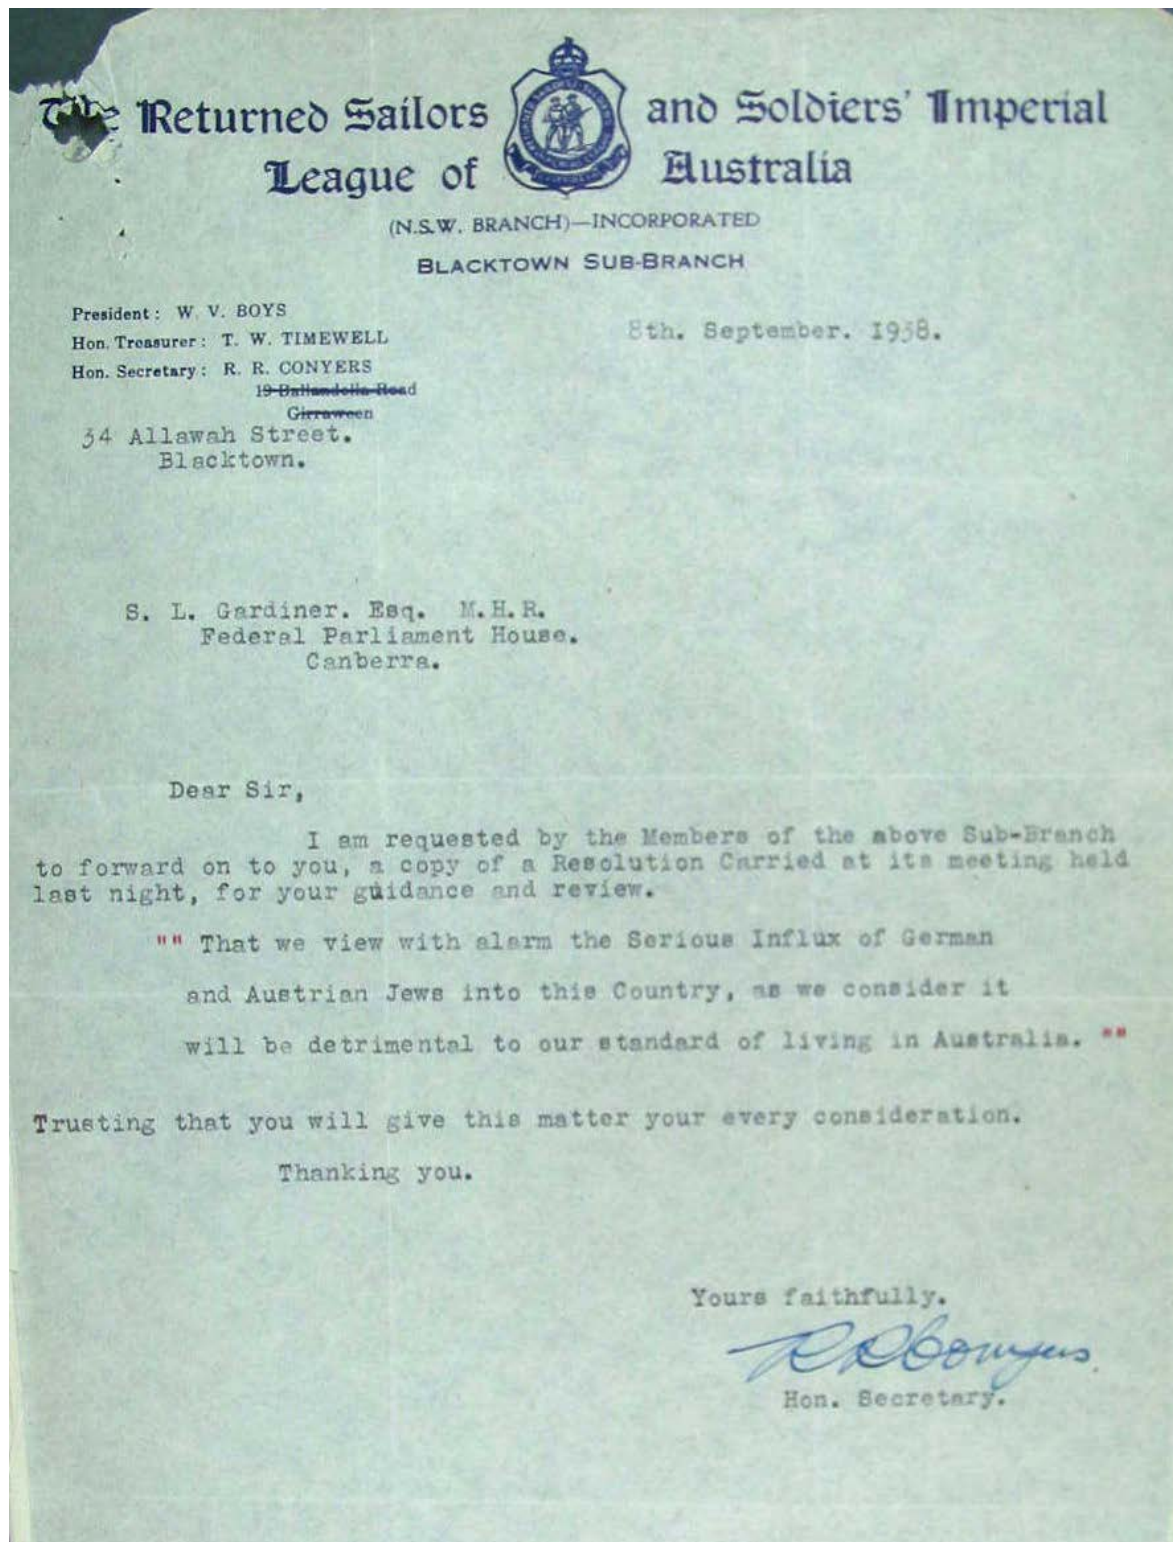 The Returned Sailors and Soldiers' Imperial
League of Australia
(N.S.W. BRANCH)—INCORPORATED
BLACKTOWN SUB-BRANCH
President: W. V. BOYS
Hon. Treasurer: T. W. TIMEWELL
Hon. Secretary: R. R. CONYERS
19 Ballandella Road
Girraween
34 Allawah Street.
Blacktown.
8th. September. 1938.
S. L. Gardiner. Esq. M.H.R.
Federal Parliament House.
Canberra.
Dear Sir,
I am requested by the Members of the above Sub-Branch
to forward on to you, a copy of a Resolution Carried at its meeting held
last night, for your guidance and review.
"" That we view with alarm the Serious Influx of German
and Austrian Jews into this Country, as we consider it
will be detrimental to our standard of living in Australia. ""
Trusting that you will give this matter your every consideration.
Thanking you.
Yours faithfully.
R R Conyers.
Hon. Secretary.